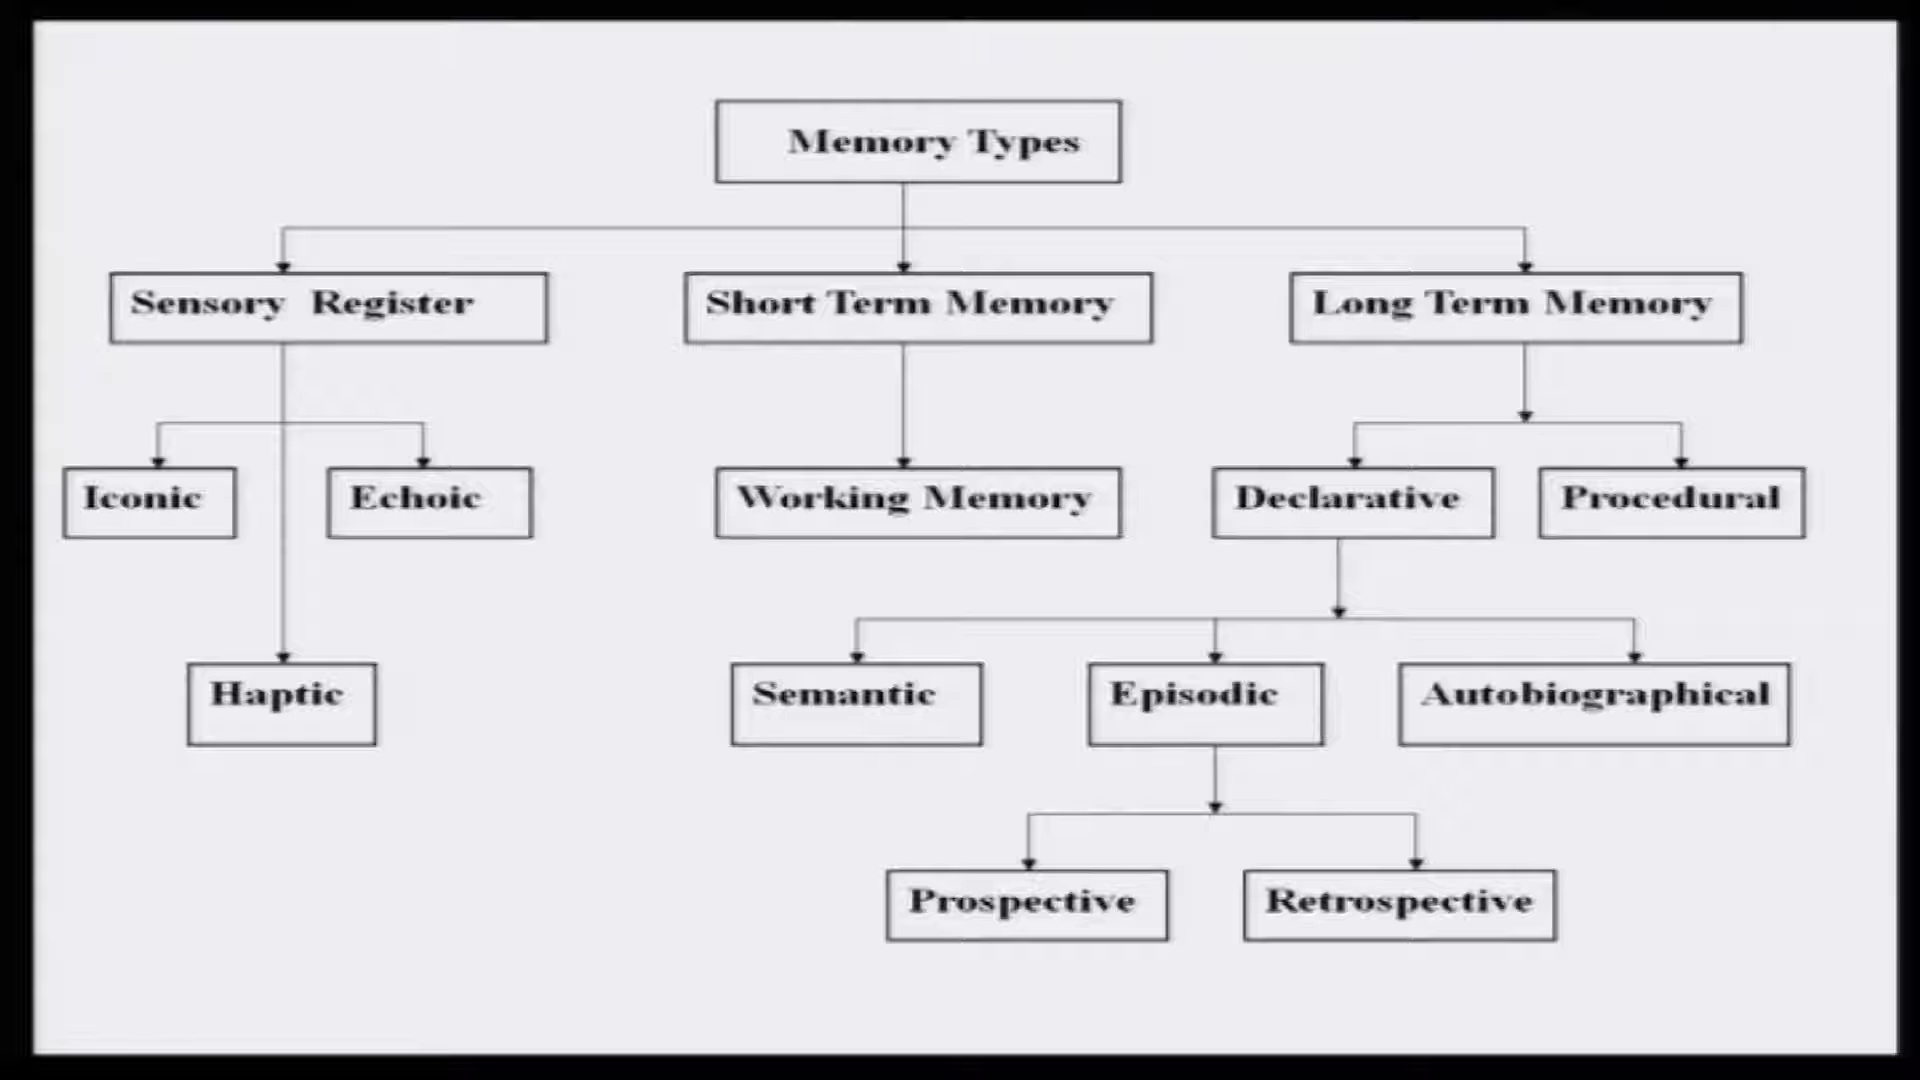 Memory Types
Sensory Register
Short Term Memory
Long Term Memory
Iconic
Echoic
Working Memory
Declarative
Procedural
Haptic
Semantic
Episodic
Autobiographical
Prospective
Retrospective